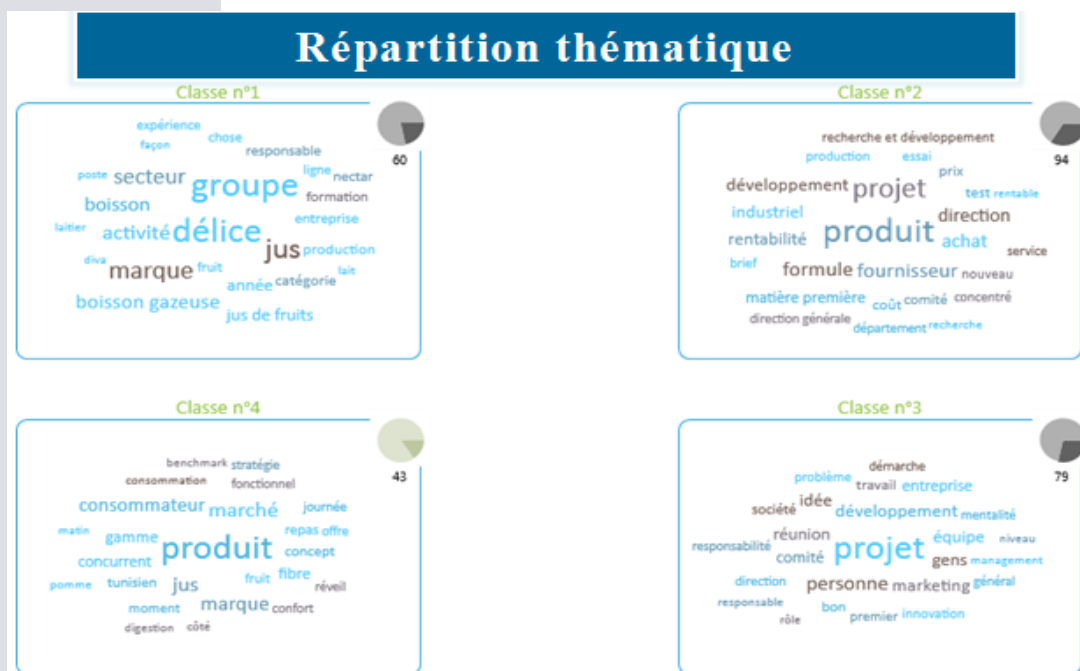 Répartition thématique
Classe n°1
60
expérience
chose
façon
responsable
poste secteur groupe ligne nectar
formation
boisson
entreprise
laitier activité délice
jus production
diva marque fruit
lait
année catégorie
boisson gazeuse
jus de fruits
Classe n°2
94
recherche et développement
production essai
prix
développement projet
test rentable
industriel
direction
rentabilité produit achat
service
brief
formule fournisseur nouveau
matière première coût comité concentré
direction générale
département recherche
Classe n°4
43
benchmark stratégie
consommation fonctionnel
consommateur marché journée
matin gamme
repas offre
produit concept
concurrent
fruit fibre
pomme tunisien jus
réveil
moment marque confort
digestion côté
Classe n°3
79
démarche
problème
travail entreprise
idée
société développement mentalité
réunion
équipe niveau
responsabilité comité projet gens management
direction personne marketing général
responsable
bon premier innovation
rôle